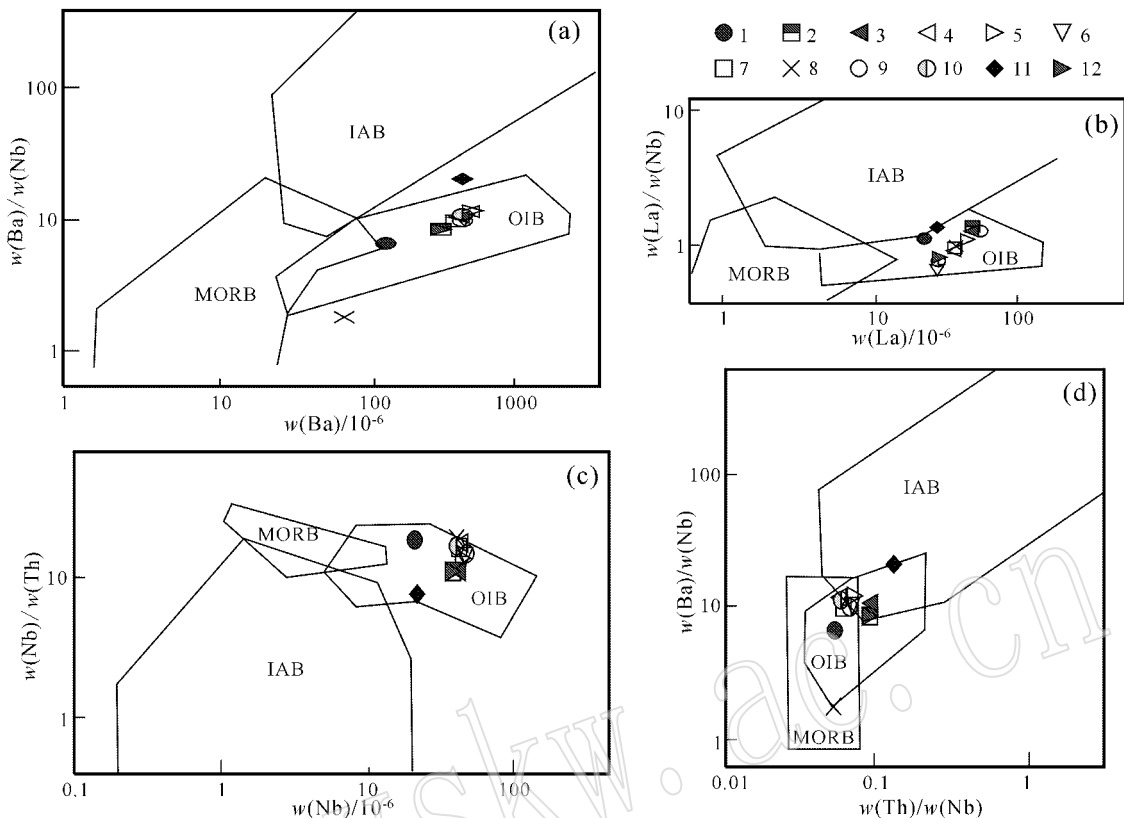 (a)
100
10
1
w(Ba)/w(Nb)
IAB
OIB
MORB
1 10 100 1000
w(Ba)/10-6
1 2 3 4 5 6
7 8 9 10 11 12
(b)
10
1
w(La)/w(Nb)
IAB
MORB
OIB
1 10 100
w(La)/10-6
(c)
10
1
w(Nb)/w(Th)
MORB
OIB
IAB
0.1 1 10 100
w(Nb)/10-6
(d)
100
10
1
w(Ba)/w(Nb)
IAB
OIB
MORB
0.01 0.1 1
w(Th)/w(Nb)
skw.ac.cn